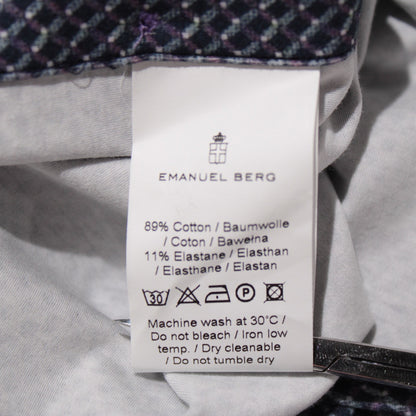 EMANUEL BERG
89% Cotton / Baumwolle
/ Coton / Bawełna
11% Elastane / Elasthan
/ Elasthane / Elastan
30 P
Machine wash at 30°C /
Do not bleach / Iron low
temp. / Dry cleanable
/ Do not tumble dry